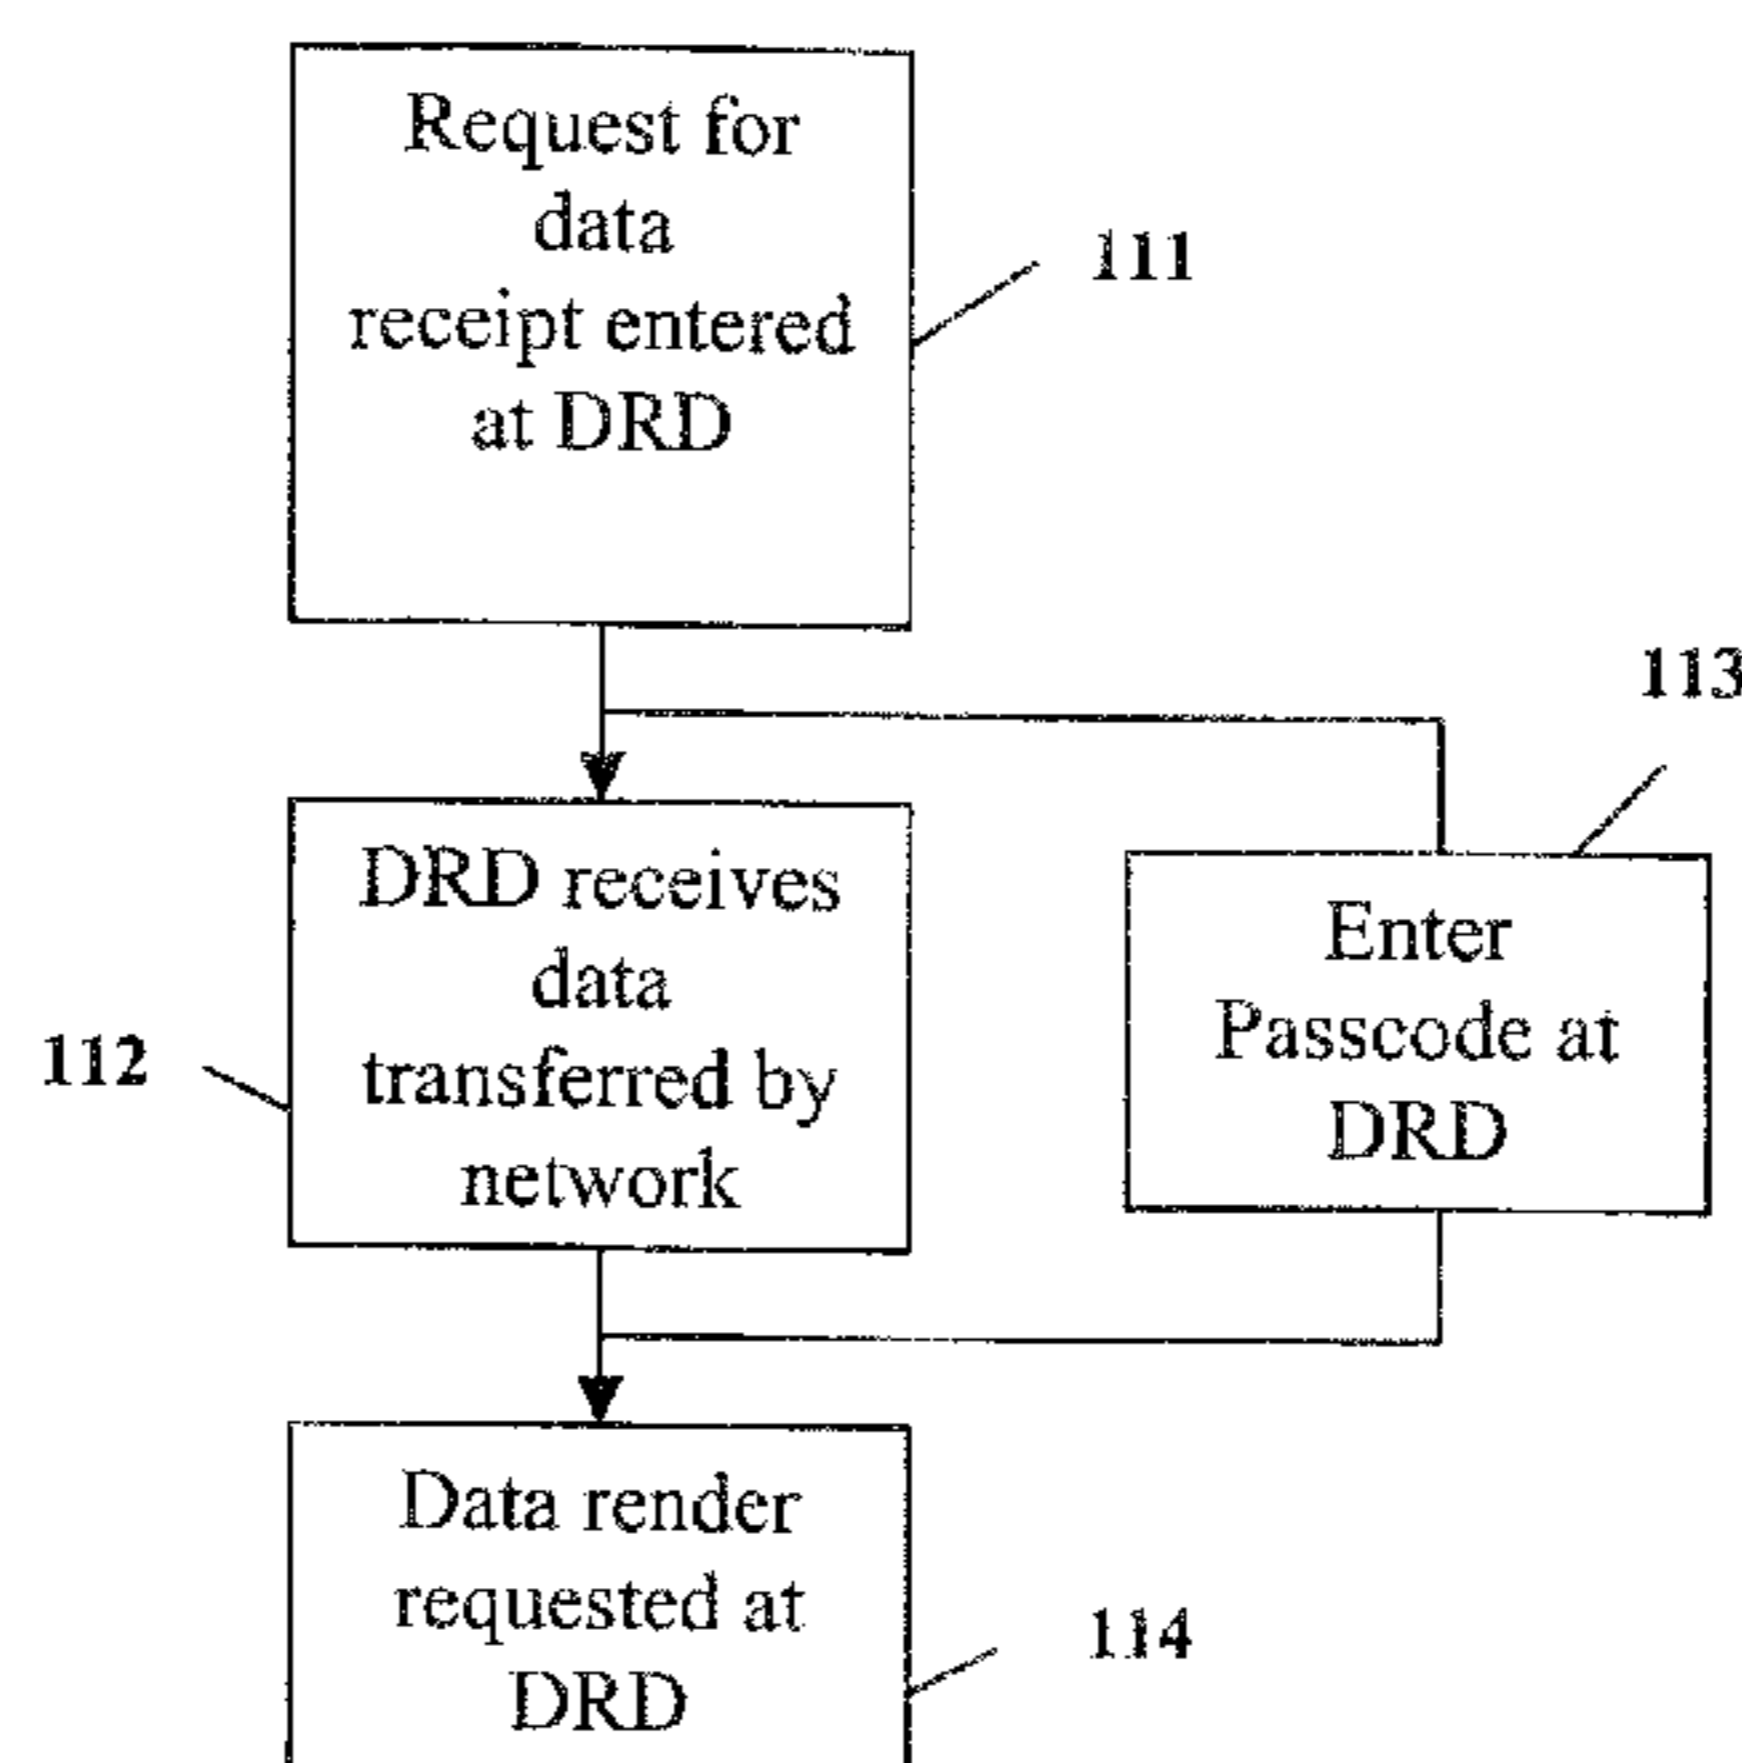 Request for
data
receipt entered
at DRD
111
113
DRD receives
data
transferred by
network
112
Enter
Passcode at
DRD
Data render
requested at
DRD
114